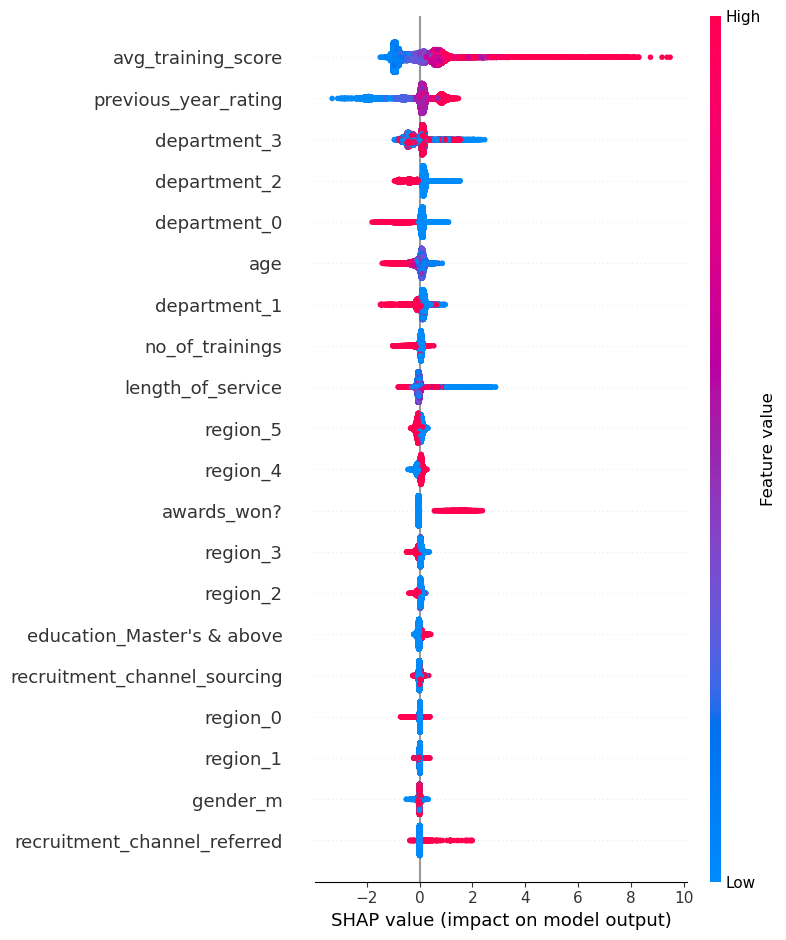 High
avg_training_score
previous_year_rating
department_3
department_2
department_0
age
department_1
no_of_trainings
length_of_service
region_5
region_4
awards_won?
region_3
region_2
education_Master's & above
recruitment_channel_sourcing
region_0
region_1
gender_m
recruitment_channel_referred
Feature value
Low
−2 0 2 4 6 8 10
SHAP value (impact on model output)